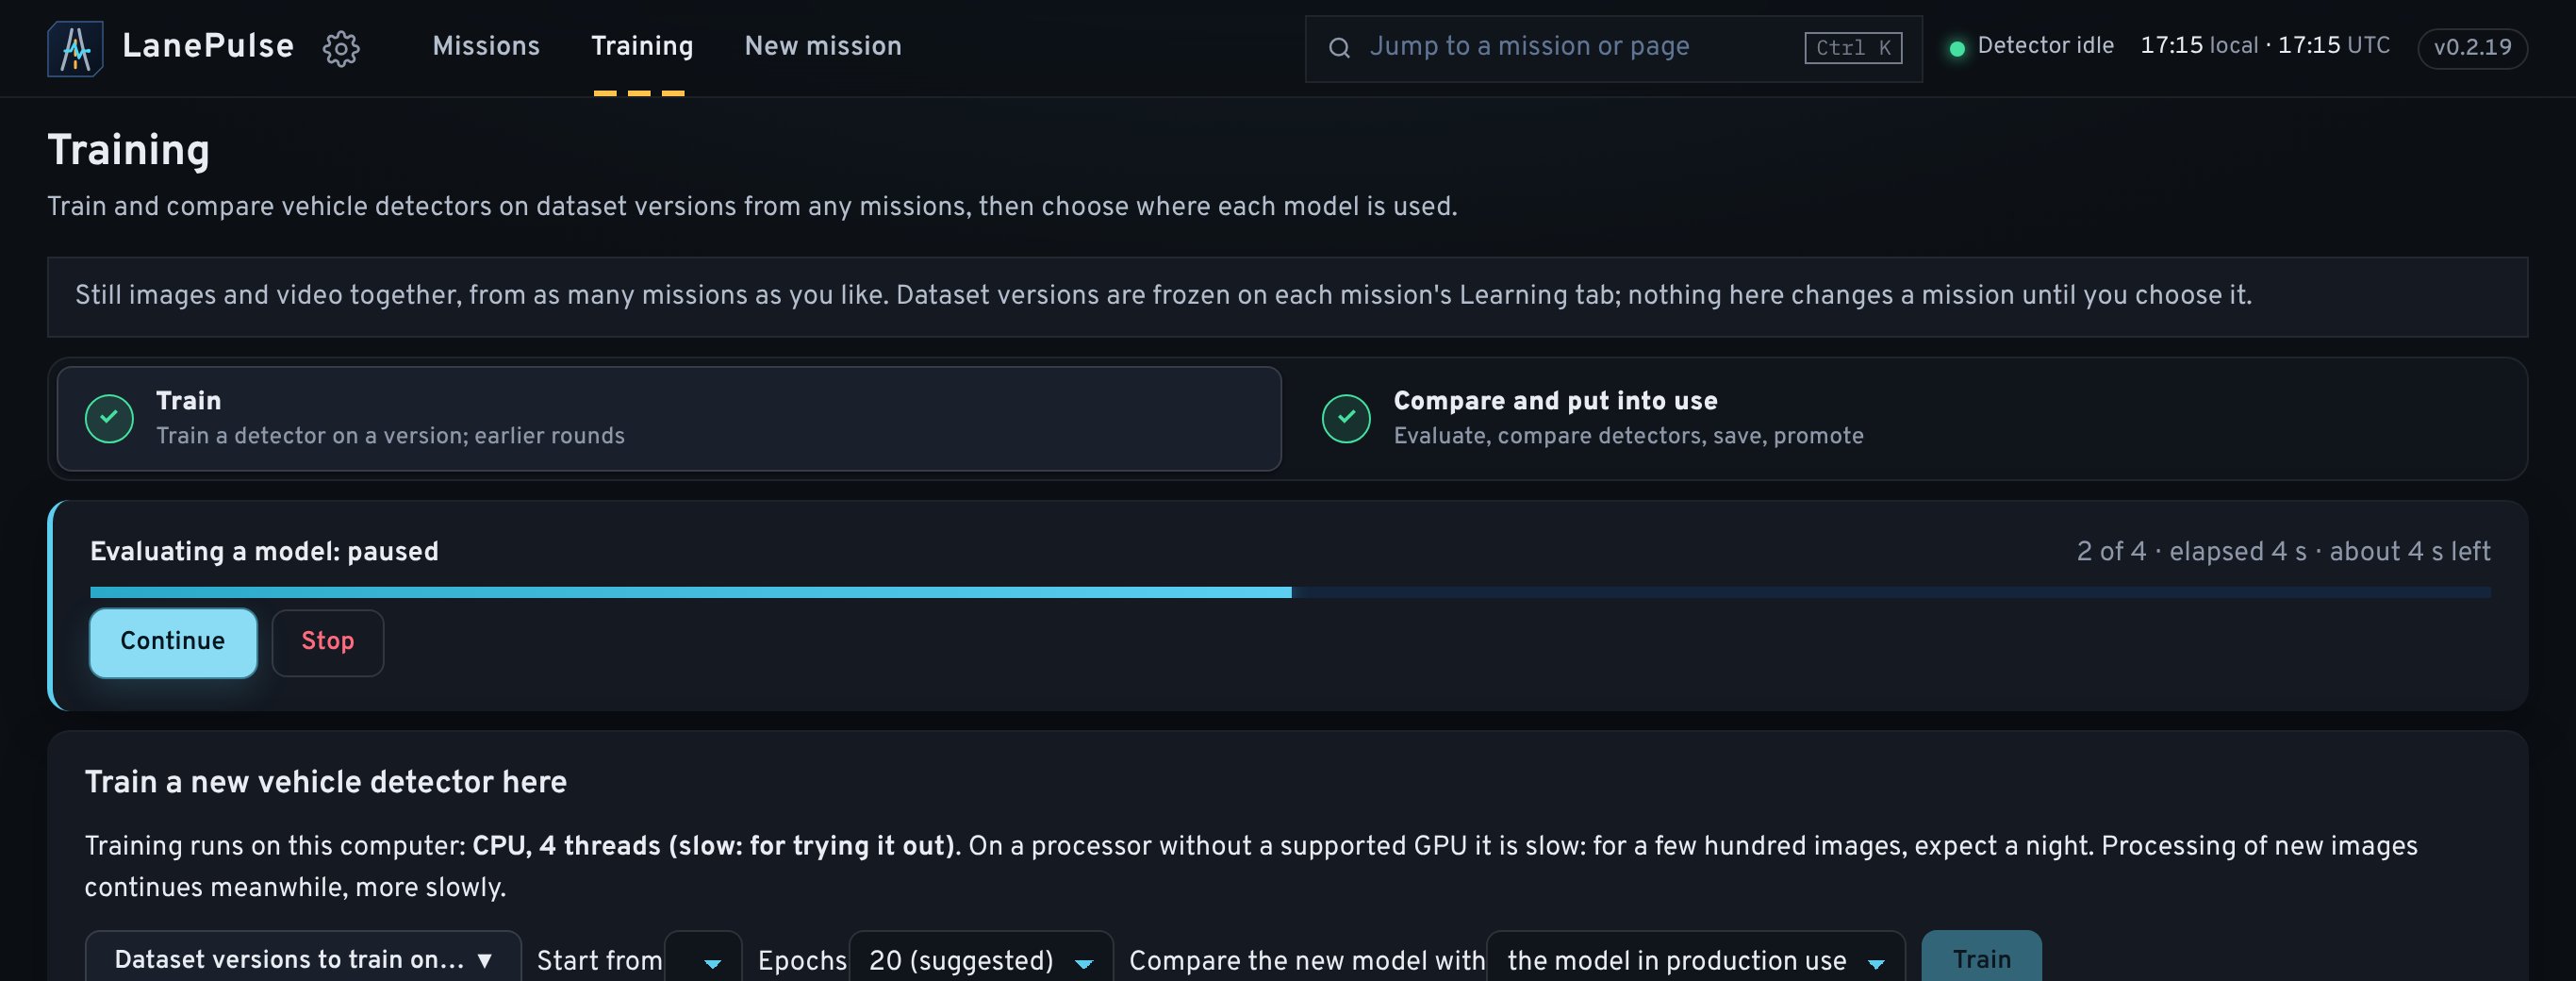 LanePulse
Missions
Training
New mission
Jump to a mission or page
Ctrl K
Detector idle
17:15 local · 17:15 UTC
v0.2.19
Training
Train and compare vehicle detectors on dataset versions from any missions, then choose where each model is used.
Still images and video together, from as many missions as you like. Dataset versions are frozen on each mission's Learning tab; nothing here changes a mission until you choose it.
Train
Train a detector on a version; earlier rounds
Compare and put into use
Evaluate, compare detectors, save, promote
Evaluating a model: paused
2 of 4 · elapsed 4 s · about 4 s left
Continue
Stop
Train a new vehicle detector here
Training runs on this computer: CPU, 4 threads (slow: for trying it out). On a processor without a supported GPU it is slow: for a few hundred images, expect a night. Processing of new images
continues meanwhile, more slowly.
Dataset versions to train on... ▼
Start from
Epochs
20 (suggested)
Compare the new model with
the model in production use
Train